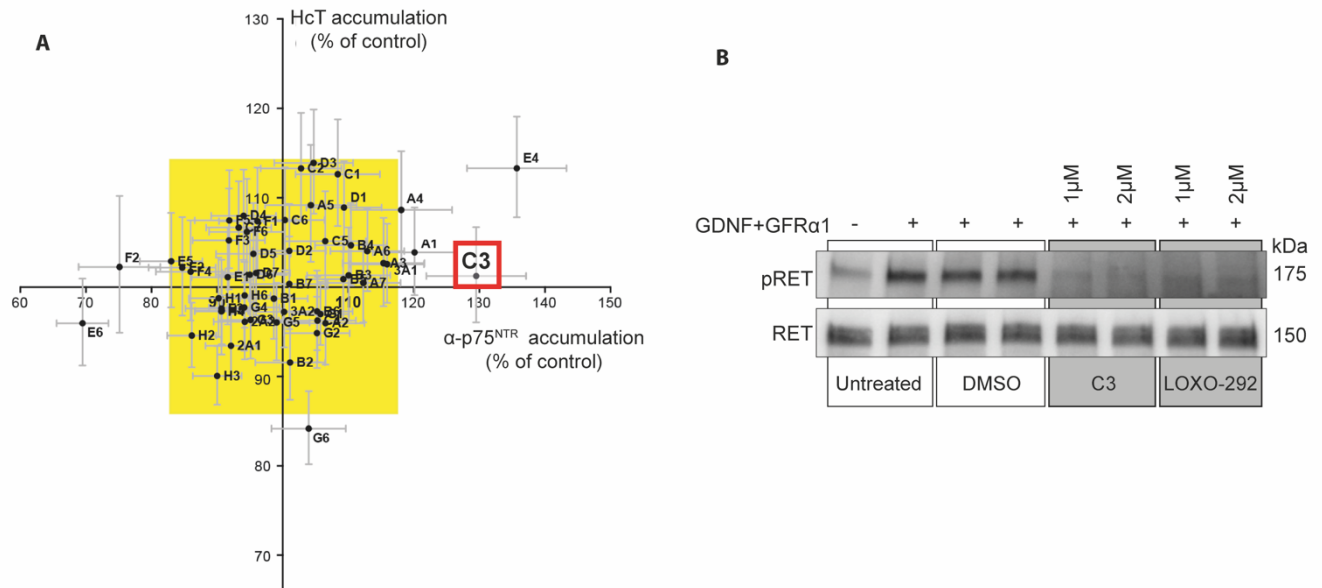 A
130
HcT accumulation
(% of control)
120
110
90
80
70
60
70
80
90
110
120
130
140
150
α-p75NTR accumulation
(% of control)
E4
D3
C2
C1
A4
A5
D1
D4
F5
F1
C6
F6
F3
C5
B4
A6
A1
D2
D5
C3
F2
E5
F4
A3
3A1
D7
E1
B3
A7
B7
H6
H1
B1
G4
3A2
2A2
G5
A2
G2
E6
H2
2A1
B2
H3
G6
B
1µM
2µM
1µM
2µM
GDNF+GFRα1
-
+
+
+
+
+
+
+
kDa
pRET
175
RET
150
Untreated
DMSO
C3
LOXO-292